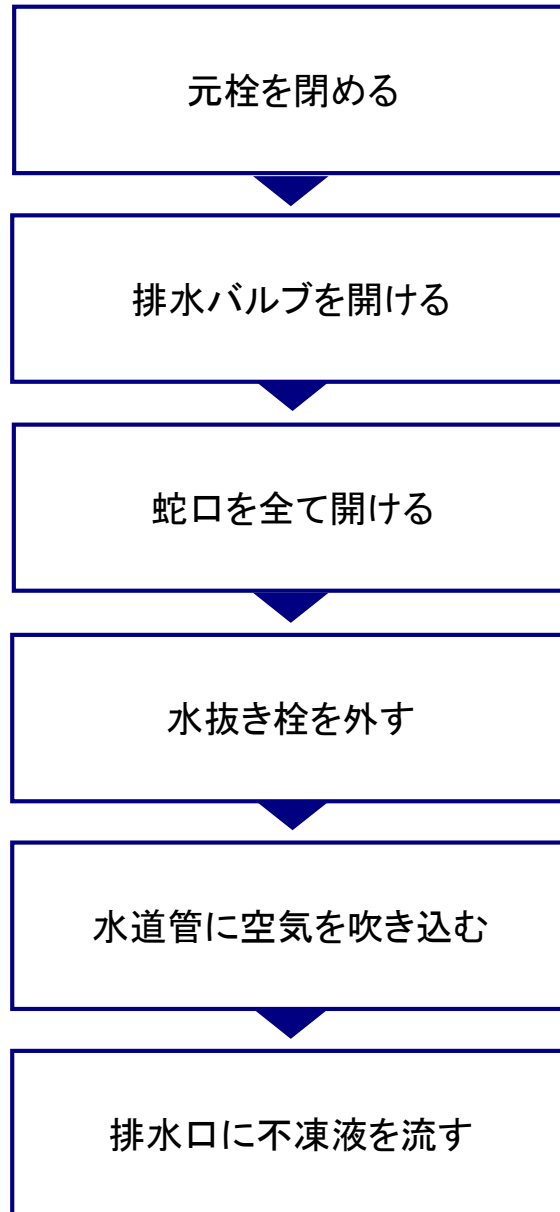 元栓を閉める
排水バルブを開ける
蛇口を全て開ける
水抜き栓を外す
水道管に空気を吹き込む
排水口に不凍液を流す